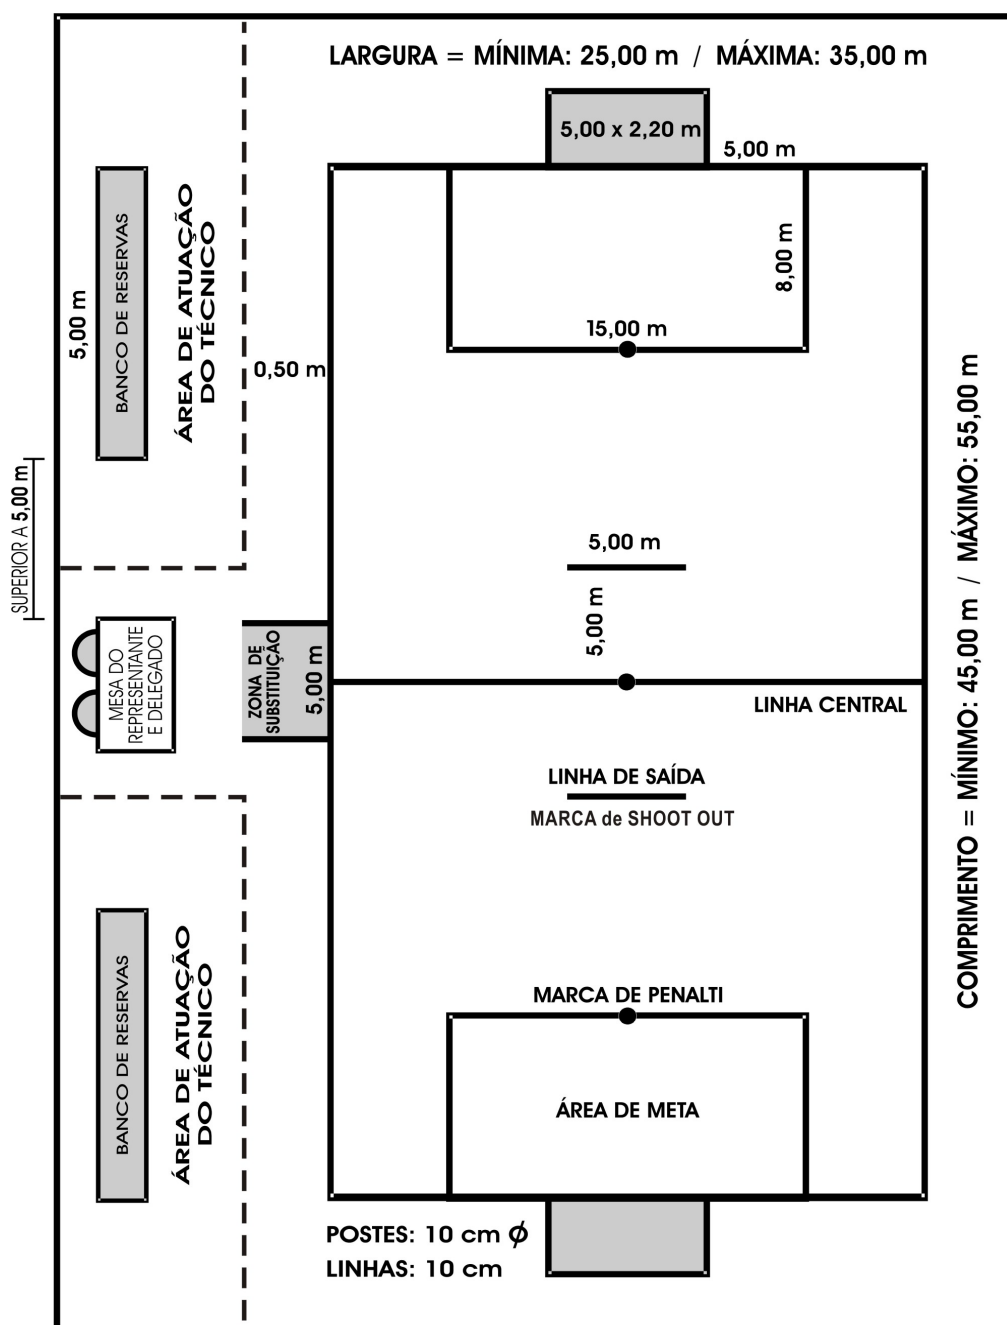 LARGURA = MÍNIMA: 25,00 m / MÁXIMA: 35,00 m
5,00 x 2,20 m
5,00 m
8,00 m
15,00 m
5,00 m
BANCO DE RESERVAS
ÁREA DE ATUAÇÃO
DO TÉCNICO
0,50 m
SUPERIOR A 5,00 m
5,00 m
5,00 m
MESA DO
REPRESENTANTE
E DELEGADO
ZONA DE
SUBSTITUIÇÃO
5,00 m
LINHA CENTRAL
COMPRIMENTO = MÍNIMO: 45,00 m / MÁXIMO: 55,00 m
LINHA DE SAÍDA
MARCA de SHOOT OUT
BANCO DE RESERVAS
ÁREA DE ATUAÇÃO
DO TÉCNICO
MARCA DE PENALTI
ÁREA DE META
POSTES: 10 cm ϕ
LINHAS: 10 cm